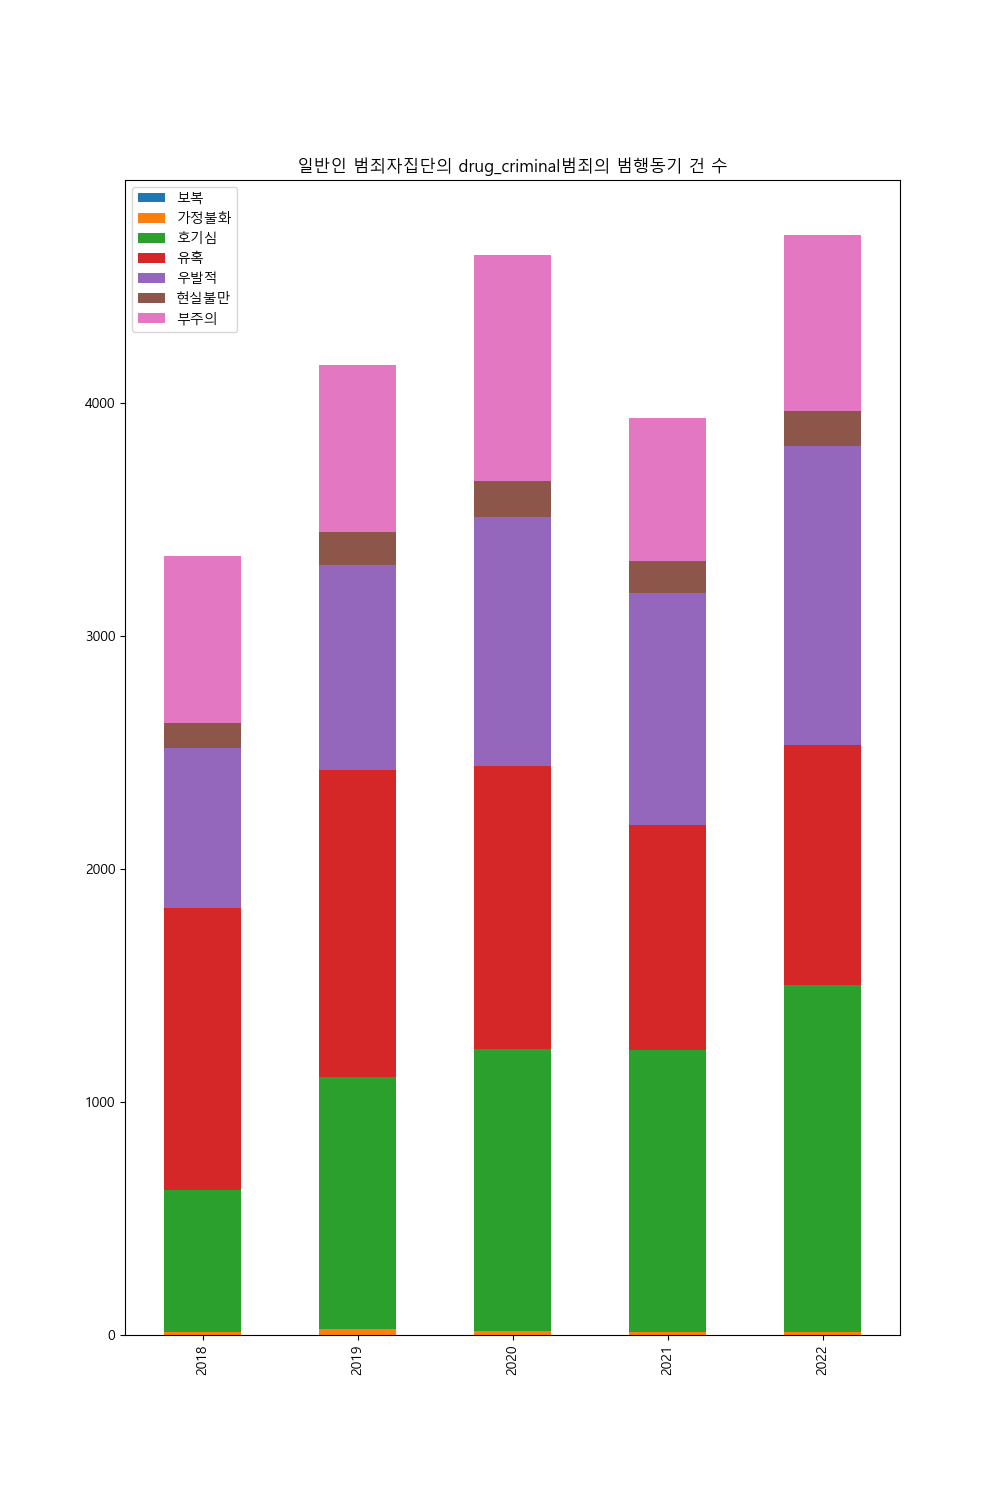 일반인 범죄자집단의 drug_criminal범죄의 범행동기 건 수
보복
가정불화
호기심
유혹
우발적
현실불만
부주의
4000
3000
2000
1000
0
2018
2019
2020
2021
2022